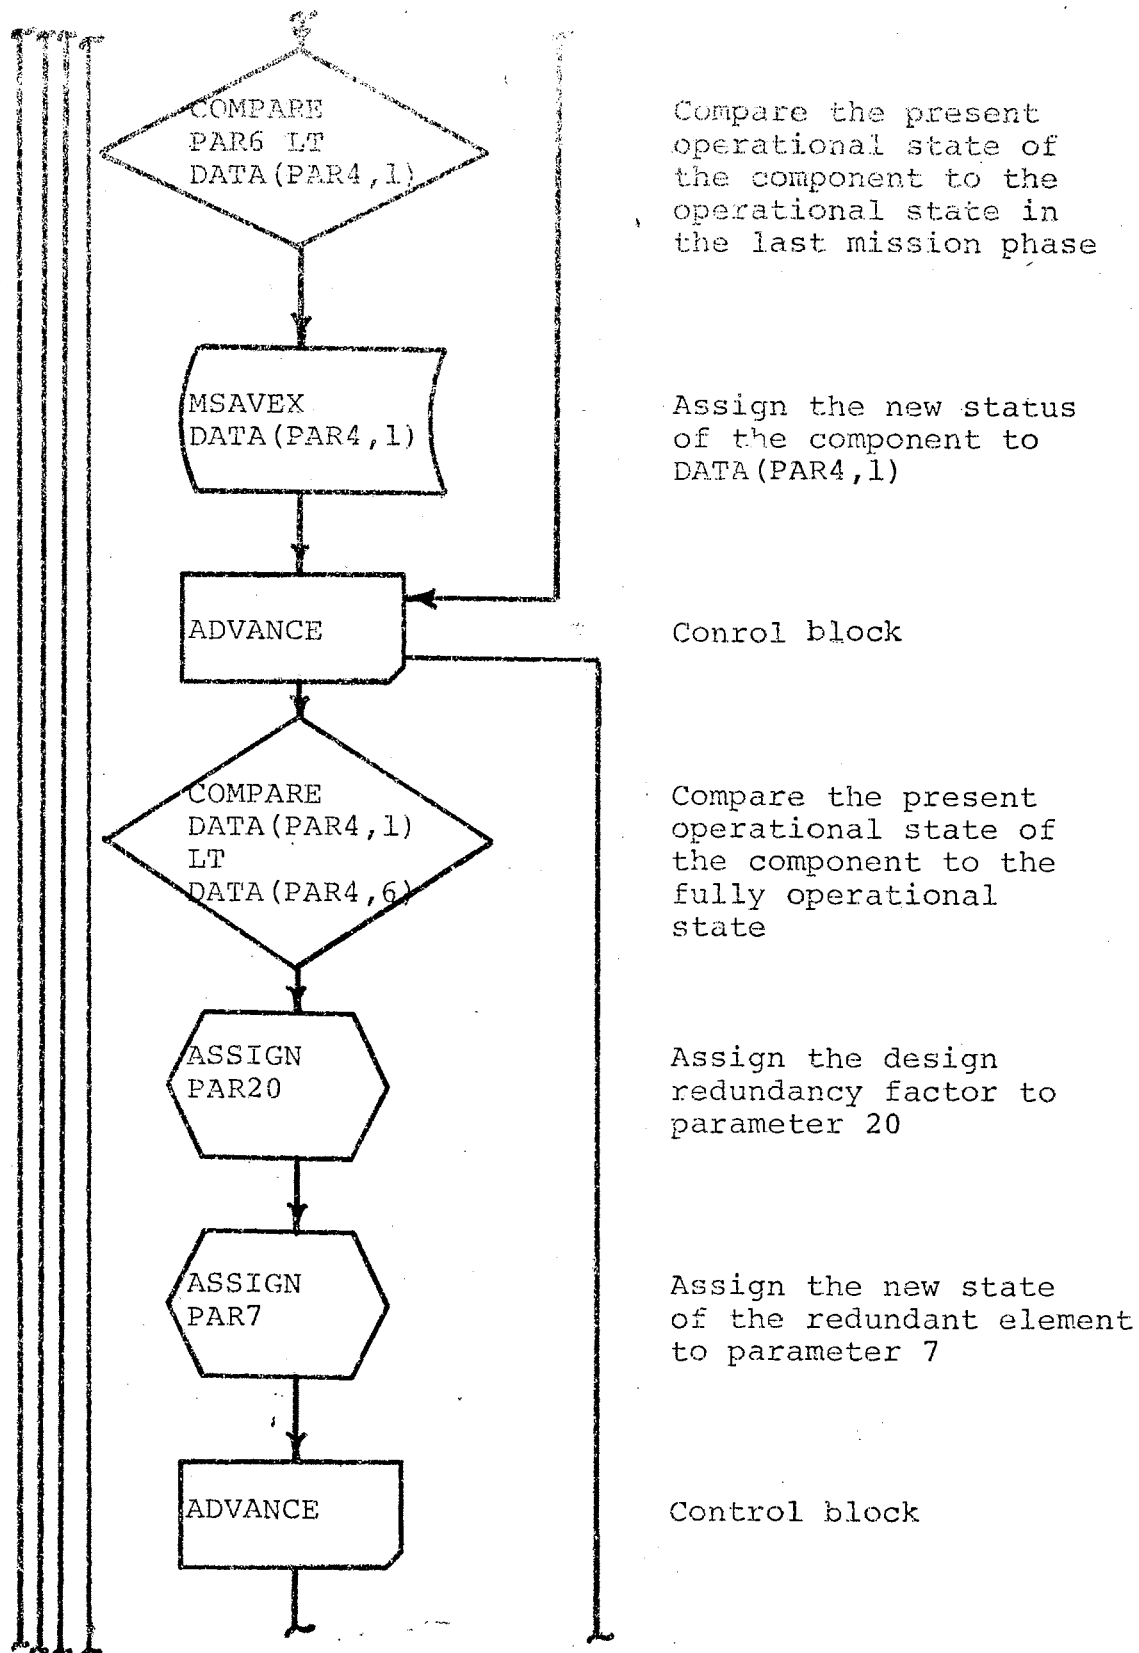 COMPARE
PAR6 LT
DATA(PAR4,1)
Compare the present
operational state of
the component to the
operational state in
the last mission phase
MSAVEX
DATA(PAR4,1)
Assign the new status
of the component to
DATA(PAR4,1)
ADVANCE
Conrol block
COMPARE
DATA(PAR4,1)
LT
DATA(PAR4,6)
Compare the present
operational state of
the component to the
fully operational
state
ASSIGN
PAR20
Assign the design
redundancy factor to
parameter 20
ASSIGN
PAR7
Assign the new state
of the redundant element
to parameter 7
ADVANCE
Control block